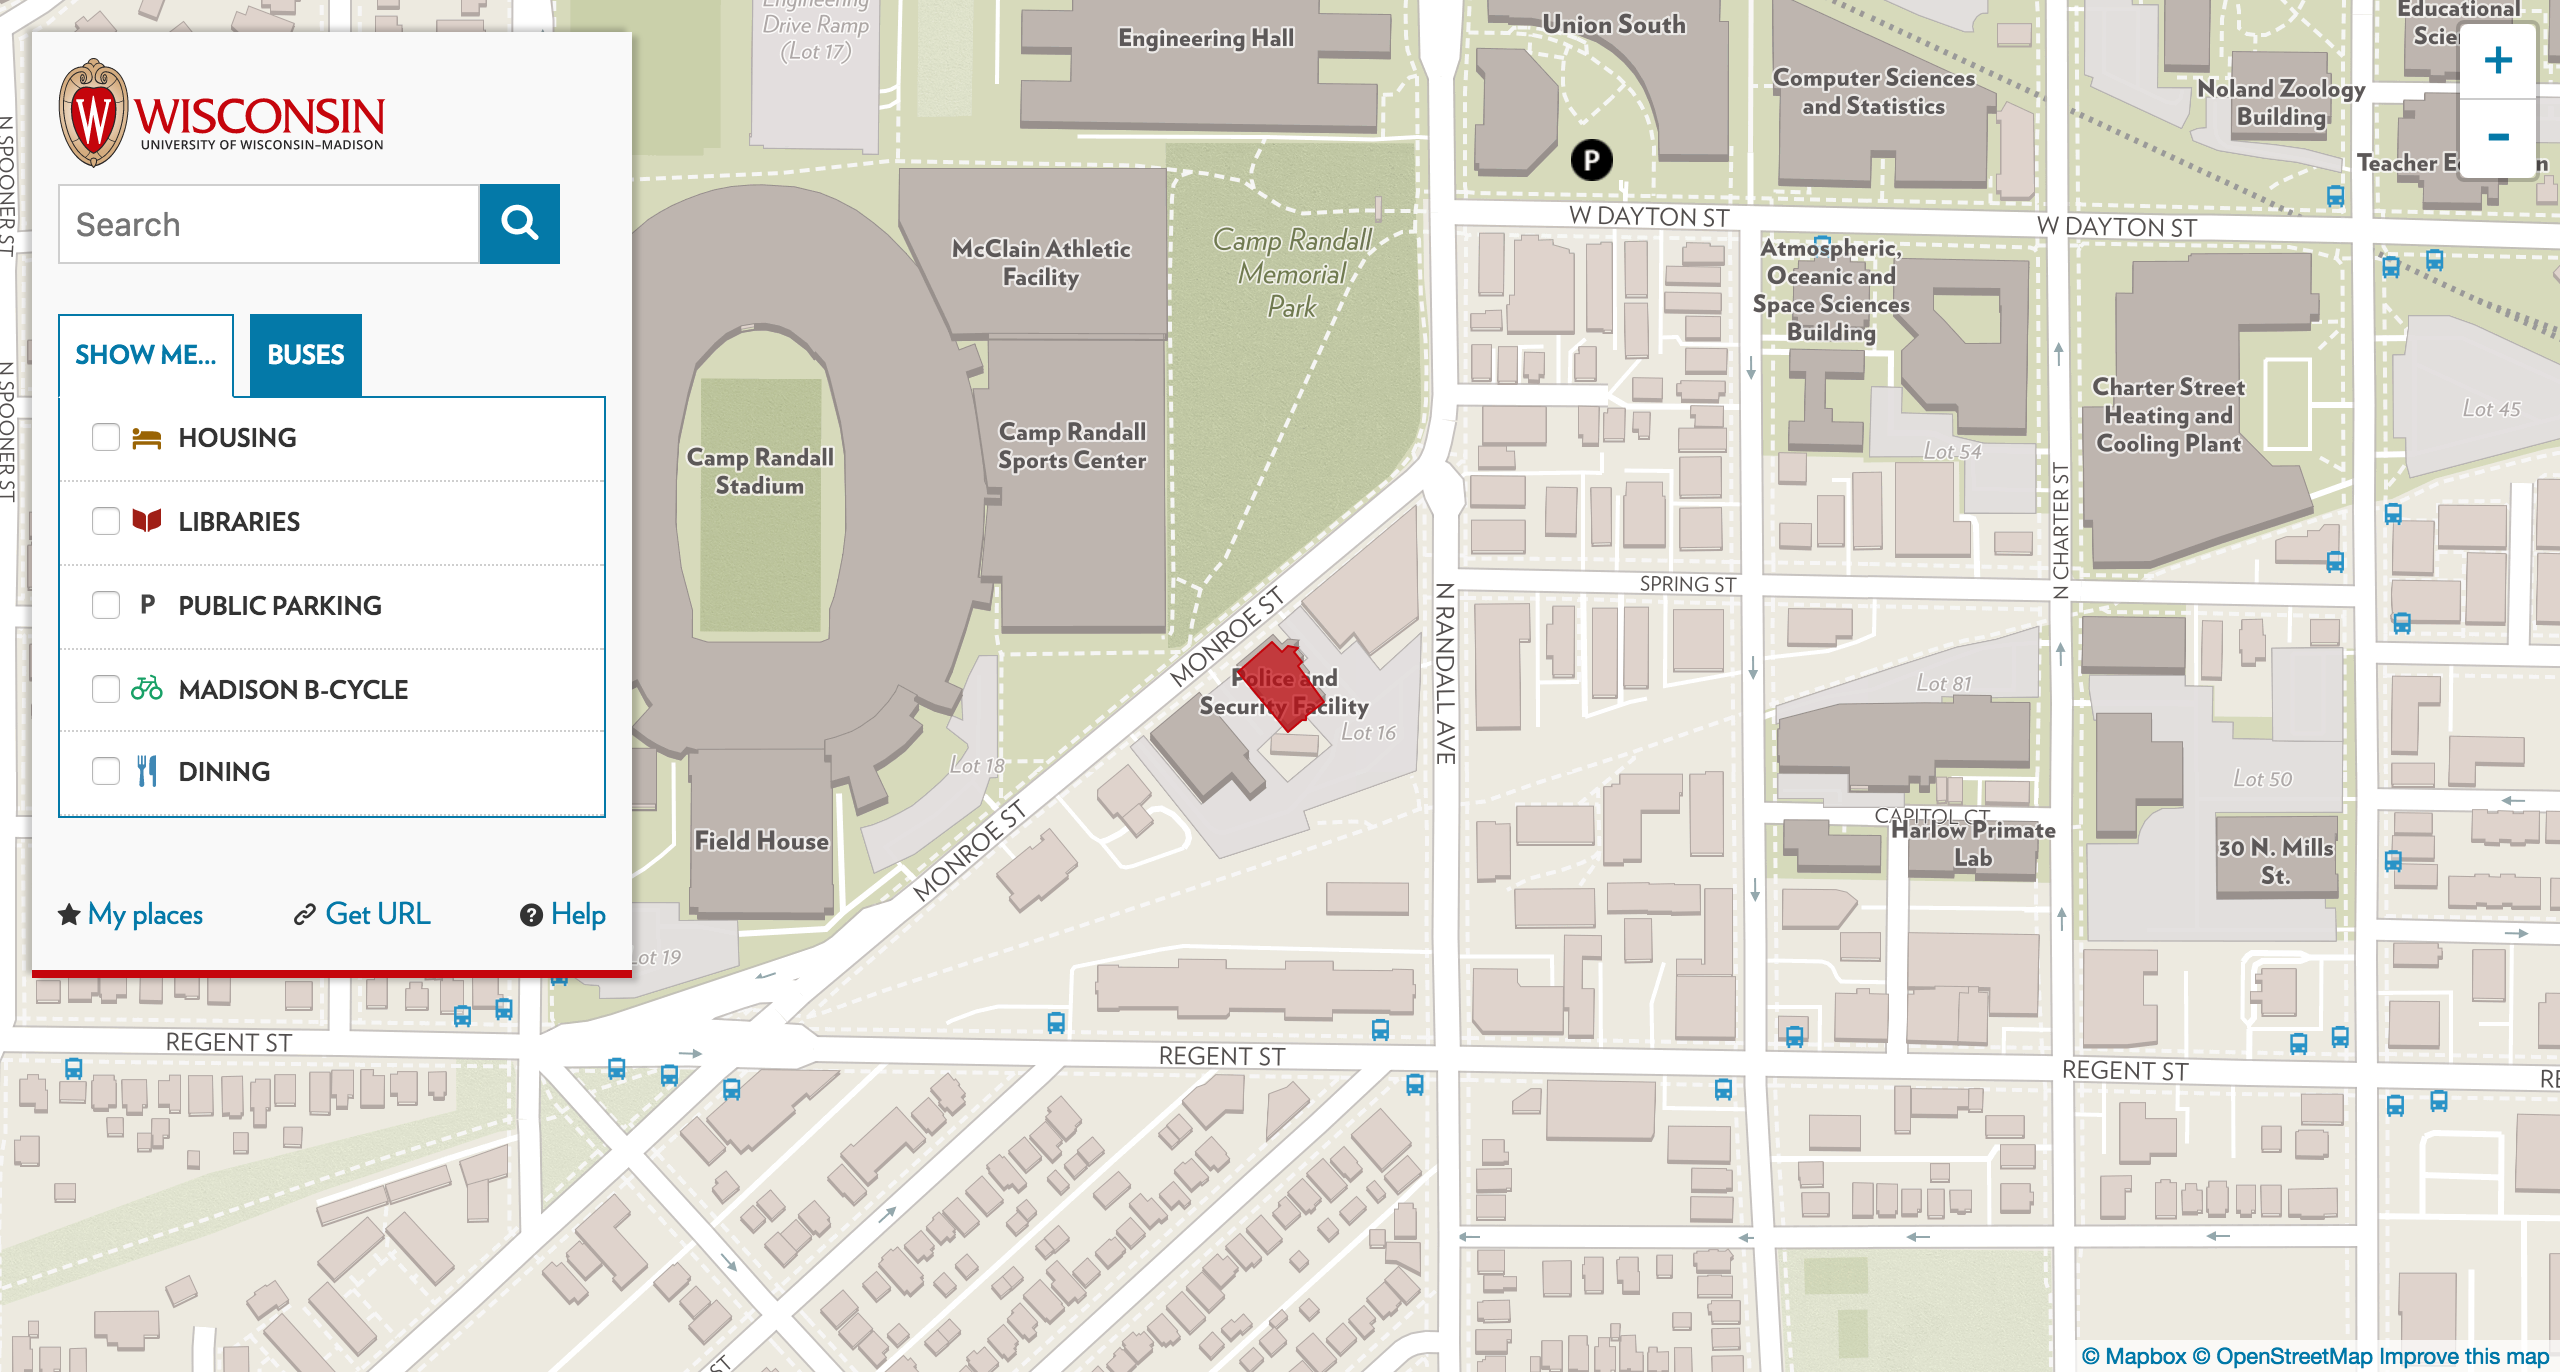 WISCONSIN
UNIVERSITY OF WISCONSIN–MADISON
Search
SHOW ME...
BUSES
HOUSING
LIBRARIES
P PUBLIC PARKING
MADISON B-CYCLE
DINING
My places
Get URL
Help
N SPOONER ST
N SPOONER ST
Engineering
Drive Ramp
(Lot 17)
Engineering Hall
Union South
Computer Sciences
and Statistics
Educational
Noland Zoology
Building
P
W DAYTON ST
W DAYTON ST
McClain Athletic
Facility
Camp Randall
Memorial
Park
Atmospheric,
Oceanic and
Space Sciences
Building
Charter Street
Heating and
Cooling Plant
Lot 45
Camp Randall
Stadium
Camp Randall
Sports Center
Lot 54
N CHARTER ST
SPRING ST
MONROE ST
N RANDALL AVE
Police and
Security Facility
Lot 16
Lot 81
Lot 18
Lot 50
MONROE ST
CAPITOL CT
Harlow Primate
Lab
30 N. Mills
St.
Field House
Lot 19
REGENT ST
REGENT ST
REGENT ST
ST
+
-
© Mapbox © OpenStreetMap Improve this map